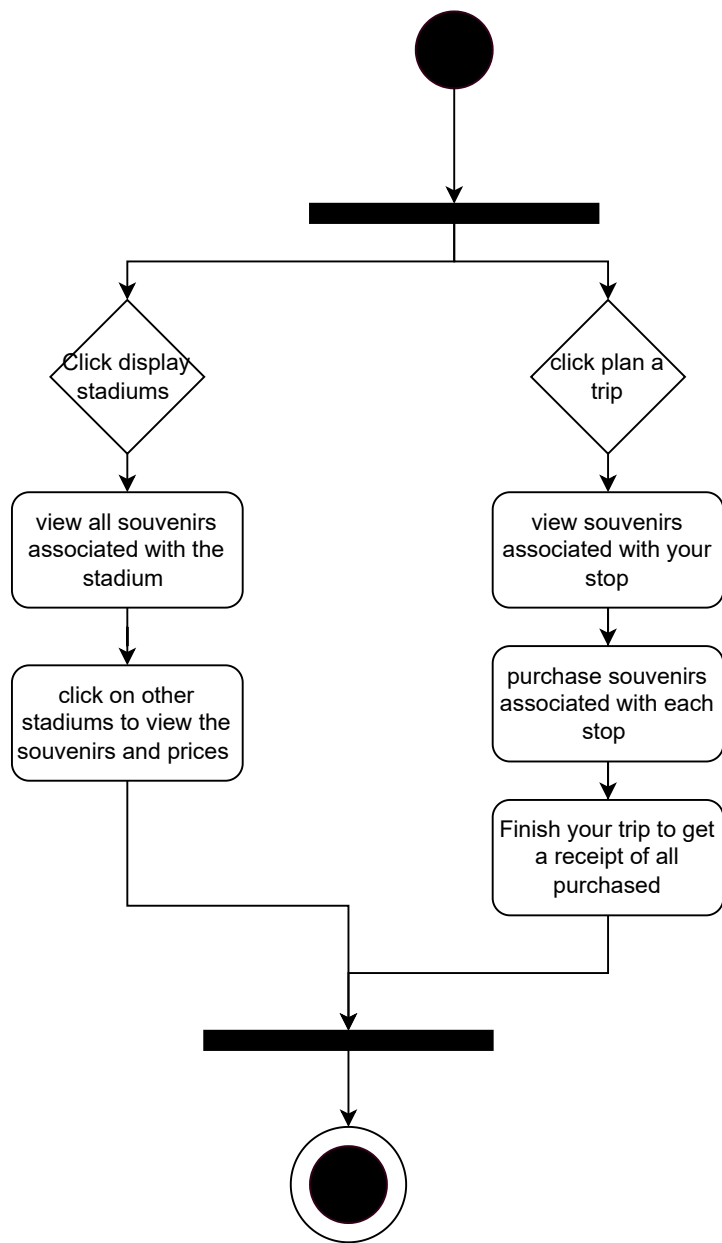 Click display
stadiums
click plan a
trip
view all souvenirs
associated with the
stadium
view souvenirs
associated with your
stop
click on other
stadiums to view the
souvenirs and prices
purchase souvenirs
associated with each
stop
Finish your trip to get
a receipt of all
purchased